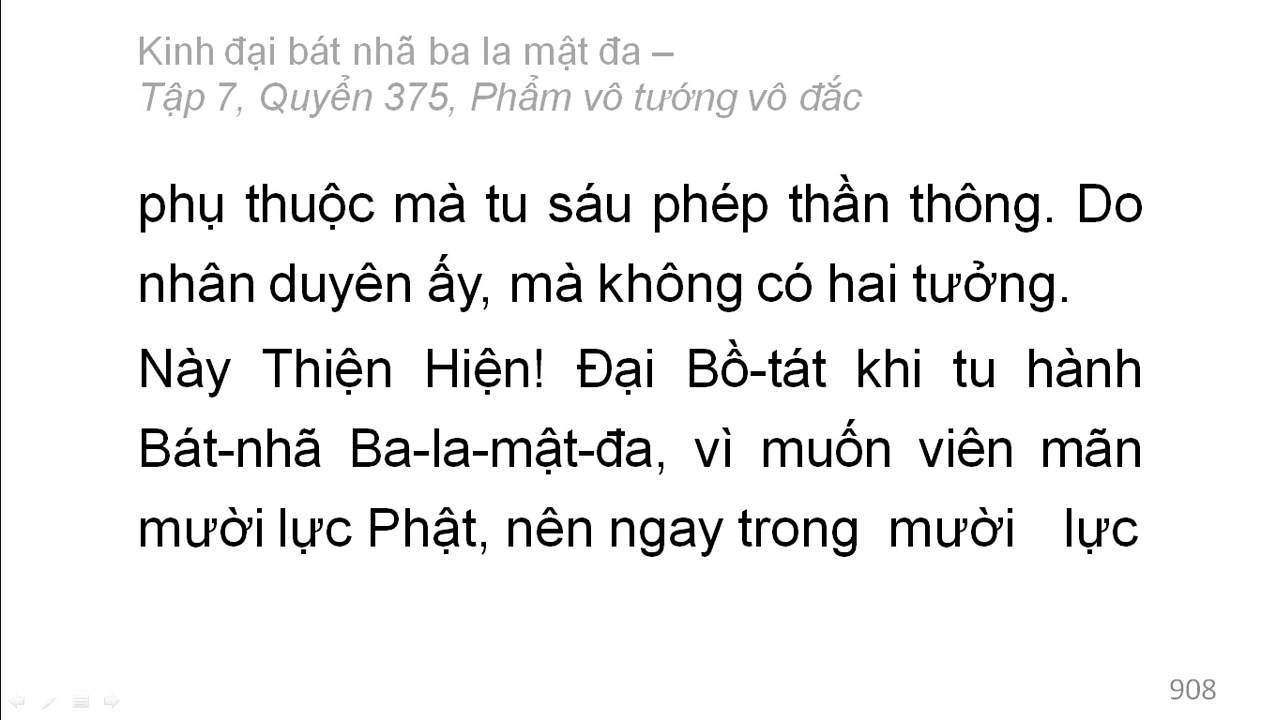 Kinh đại bát nhã ba la mật đa –
Tập 7, Quyển 375, Phẩm vô tướng vô đắc
phụ thuộc mà tu sáu phép thần thông. Do
nhân duyên ấy, mà không có hai tưởng.
Này Thiện Hiện! Đại Bồ-tát khi tu hành
Bát-nhã Ba-la-mật-đa, vì muốn viên mãn
mười lực Phật, nên ngay trong mười lực
908